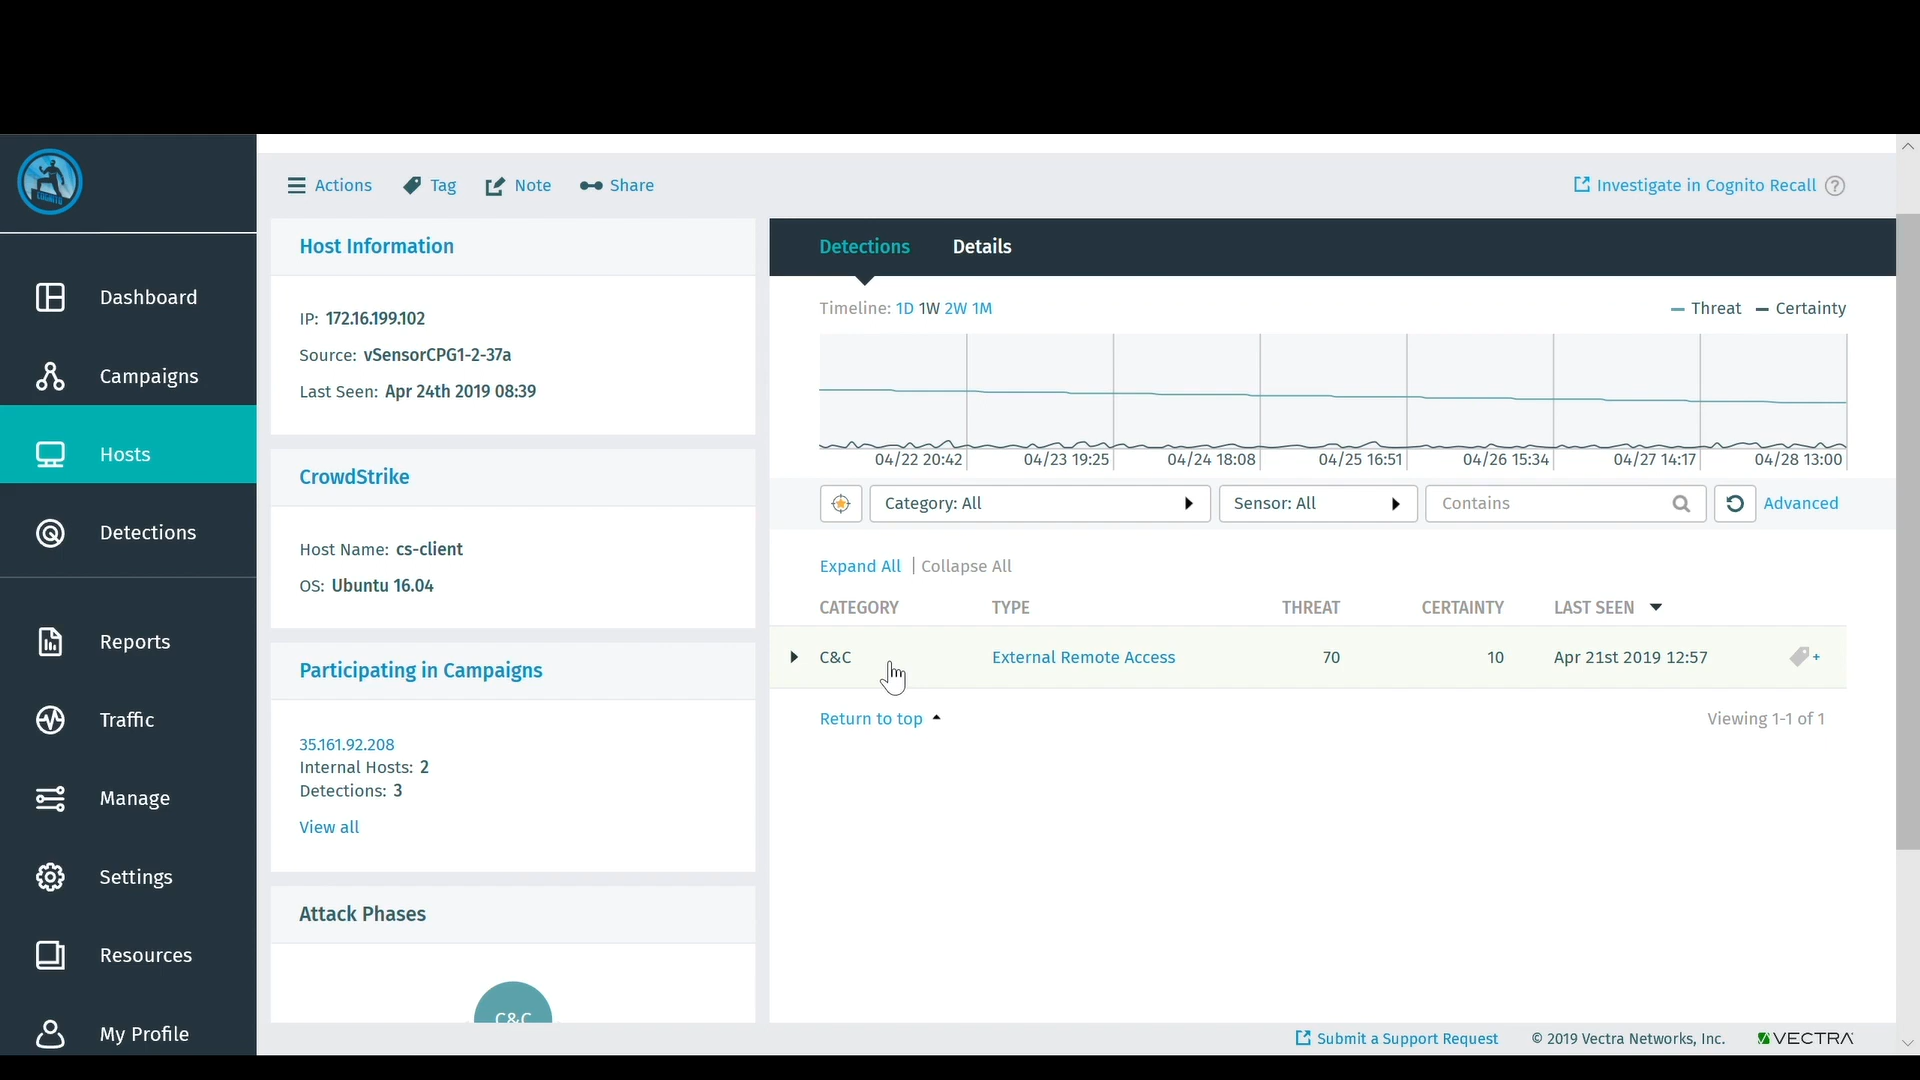 COGNITO
Dashboard
Campaigns
Hosts
Detections
Reports
Traffic
Manage
Settings
Resources
My Profile
Actions
Tag
Note
Share
Investigate in Cognito Recall ?
Host Information
IP: 172.16.199.102
Source: vSensorCPG1-2-37a
Last Seen: Apr 24th 2019 08:39
CrowdStrike
Host Name: cs-client
OS: Ubuntu 16.04
Participating in Campaigns
35.161.92.208
Internal Hosts: 2
Detections: 3
View all
Attack Phases
C&C
Detections Details
Timeline: 1D 1W 2W 1M
Threat Certainty
04/22 20:42 04/23 19:25 04/24 18:08 04/25 16:51 04/26 15:34 04/27 14:17 04/28 13:00
Category: All Sensor: All Contains Advanced
Expand All | Collapse All
CATEGORY TYPE THREAT CERTAINTY LAST SEEN
C&C External Remote Access 70 10 Apr 21st 2019 12:57 +
Return to top Viewing 1-1 of 1
Submit a Support Request © 2019 Vectra Networks, Inc. VECTRA